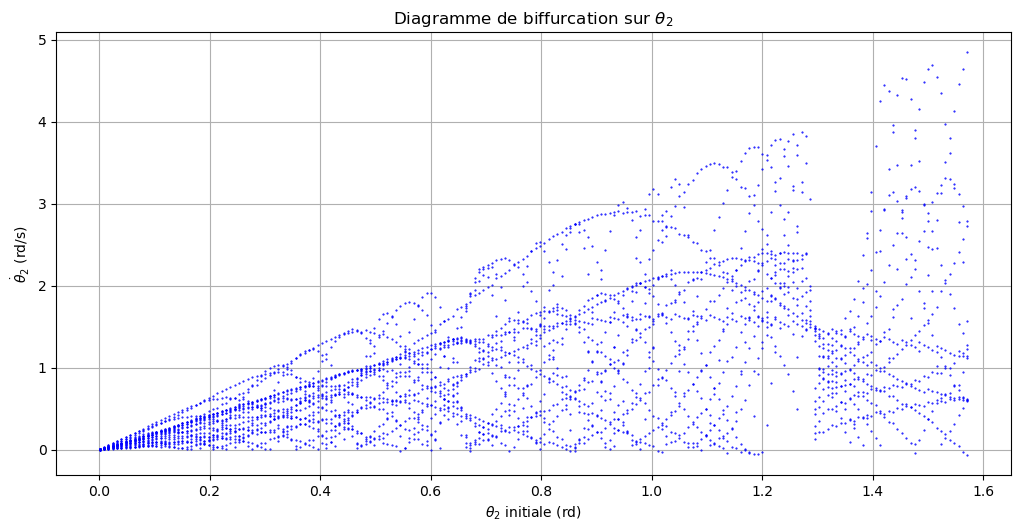 Diagramme de biffurcation sur θ₂
5
4
3
2
1
0
θ̇₂ (rd/s)
0.0 0.2 0.4 0.6 0.8 1.0 1.2 1.4 1.6
θ₂ initiale (rd)